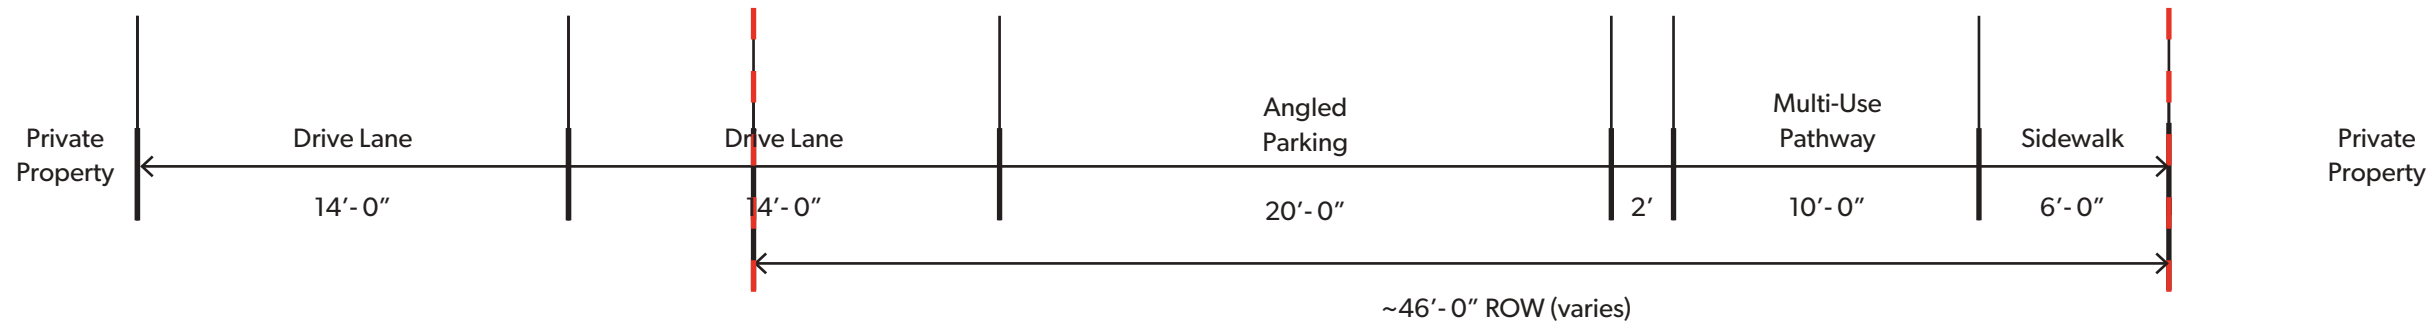 Private
Property
Drive Lane
14'-0"
Drive Lane
14'-0"
Angled
Parking
20'-0"
2'
Multi-Use
Pathway
10'-0"
Sidewalk
6'-0"
Private
Property
~46'-0" ROW (varies)